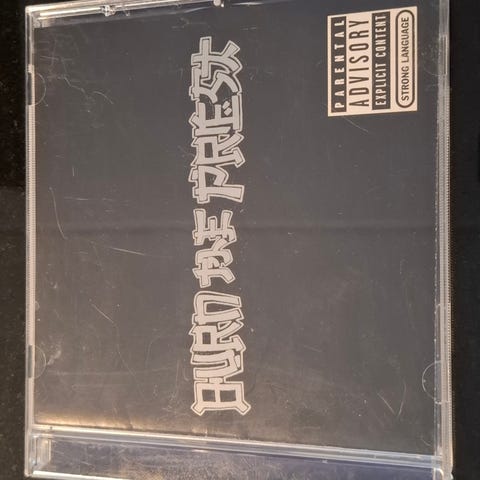 BURN THE PRIEST
PARENTAL
ADVISORY
EXPLICIT CONTENT
STRONG LANGUAGE